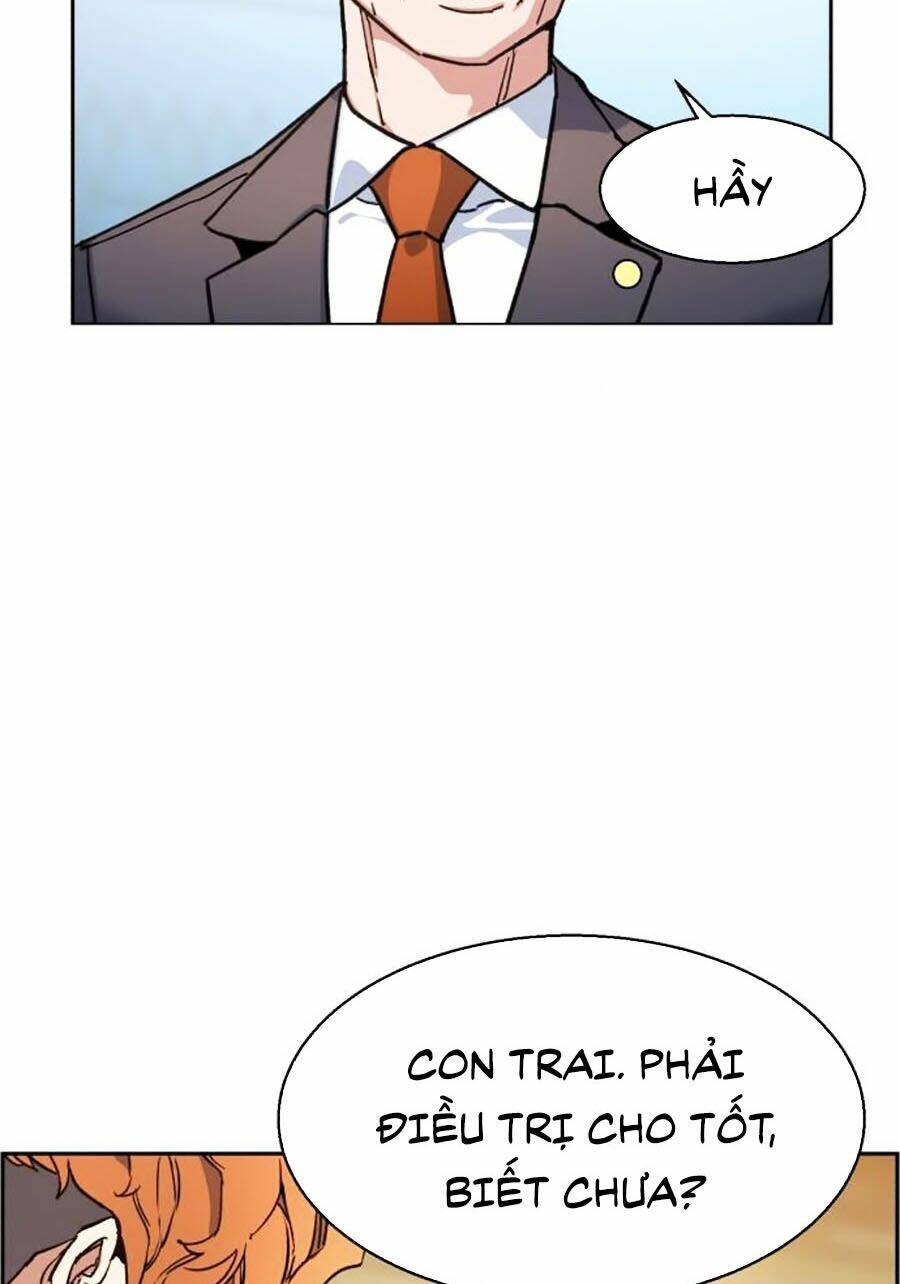 HẦY
CON TRAI. PHẢI
ĐIỀU TRỊ CHO TỐT,
BIẾT CHƯA?